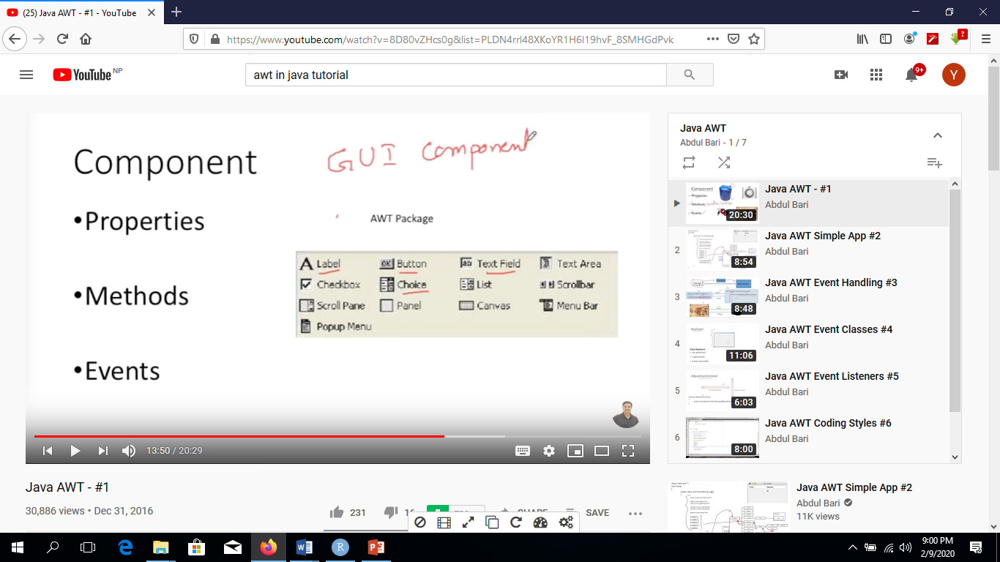 (25) Java AWT - #1 - YouTube
https://www.youtube.com/watch?v=8D80vZHcs0g&list=PLDN4rrl48XKoYR1H6l19hvF_8SMHGdPvk
YouTube NP
awt in java tutorial
9+
Y
Component
GUI Component
•Properties
AWT Package
A Label
OK Button
ab Text Field
Text Area
Checkbox
Choice
List
Scrollbar
•Methods
Scroll Pane
Panel
Canvas
Menu Bar
Popup Menu
•Events
13:50 / 20:29
Java AWT
Abdul Bari - 1 / 7
20:30
Java AWT - #1
Abdul Bari
2
8:54
Java AWT Simple App #2
Abdul Bari
3
8:48
Java AWT Event Handling #3
Abdul Bari
4
11:06
Java AWT Event Classes #4
Abdul Bari
5
6:03
Java AWT Event Listeners #5
Abdul Bari
6
8:00
Java AWT Coding Styles #6
Abdul Bari
Java AWT - #1
30,886 views • Dec 31, 2016
231
SAVE
Java AWT Simple App #2
Abdul Bari
11K views
9:00 PM
2/9/2020